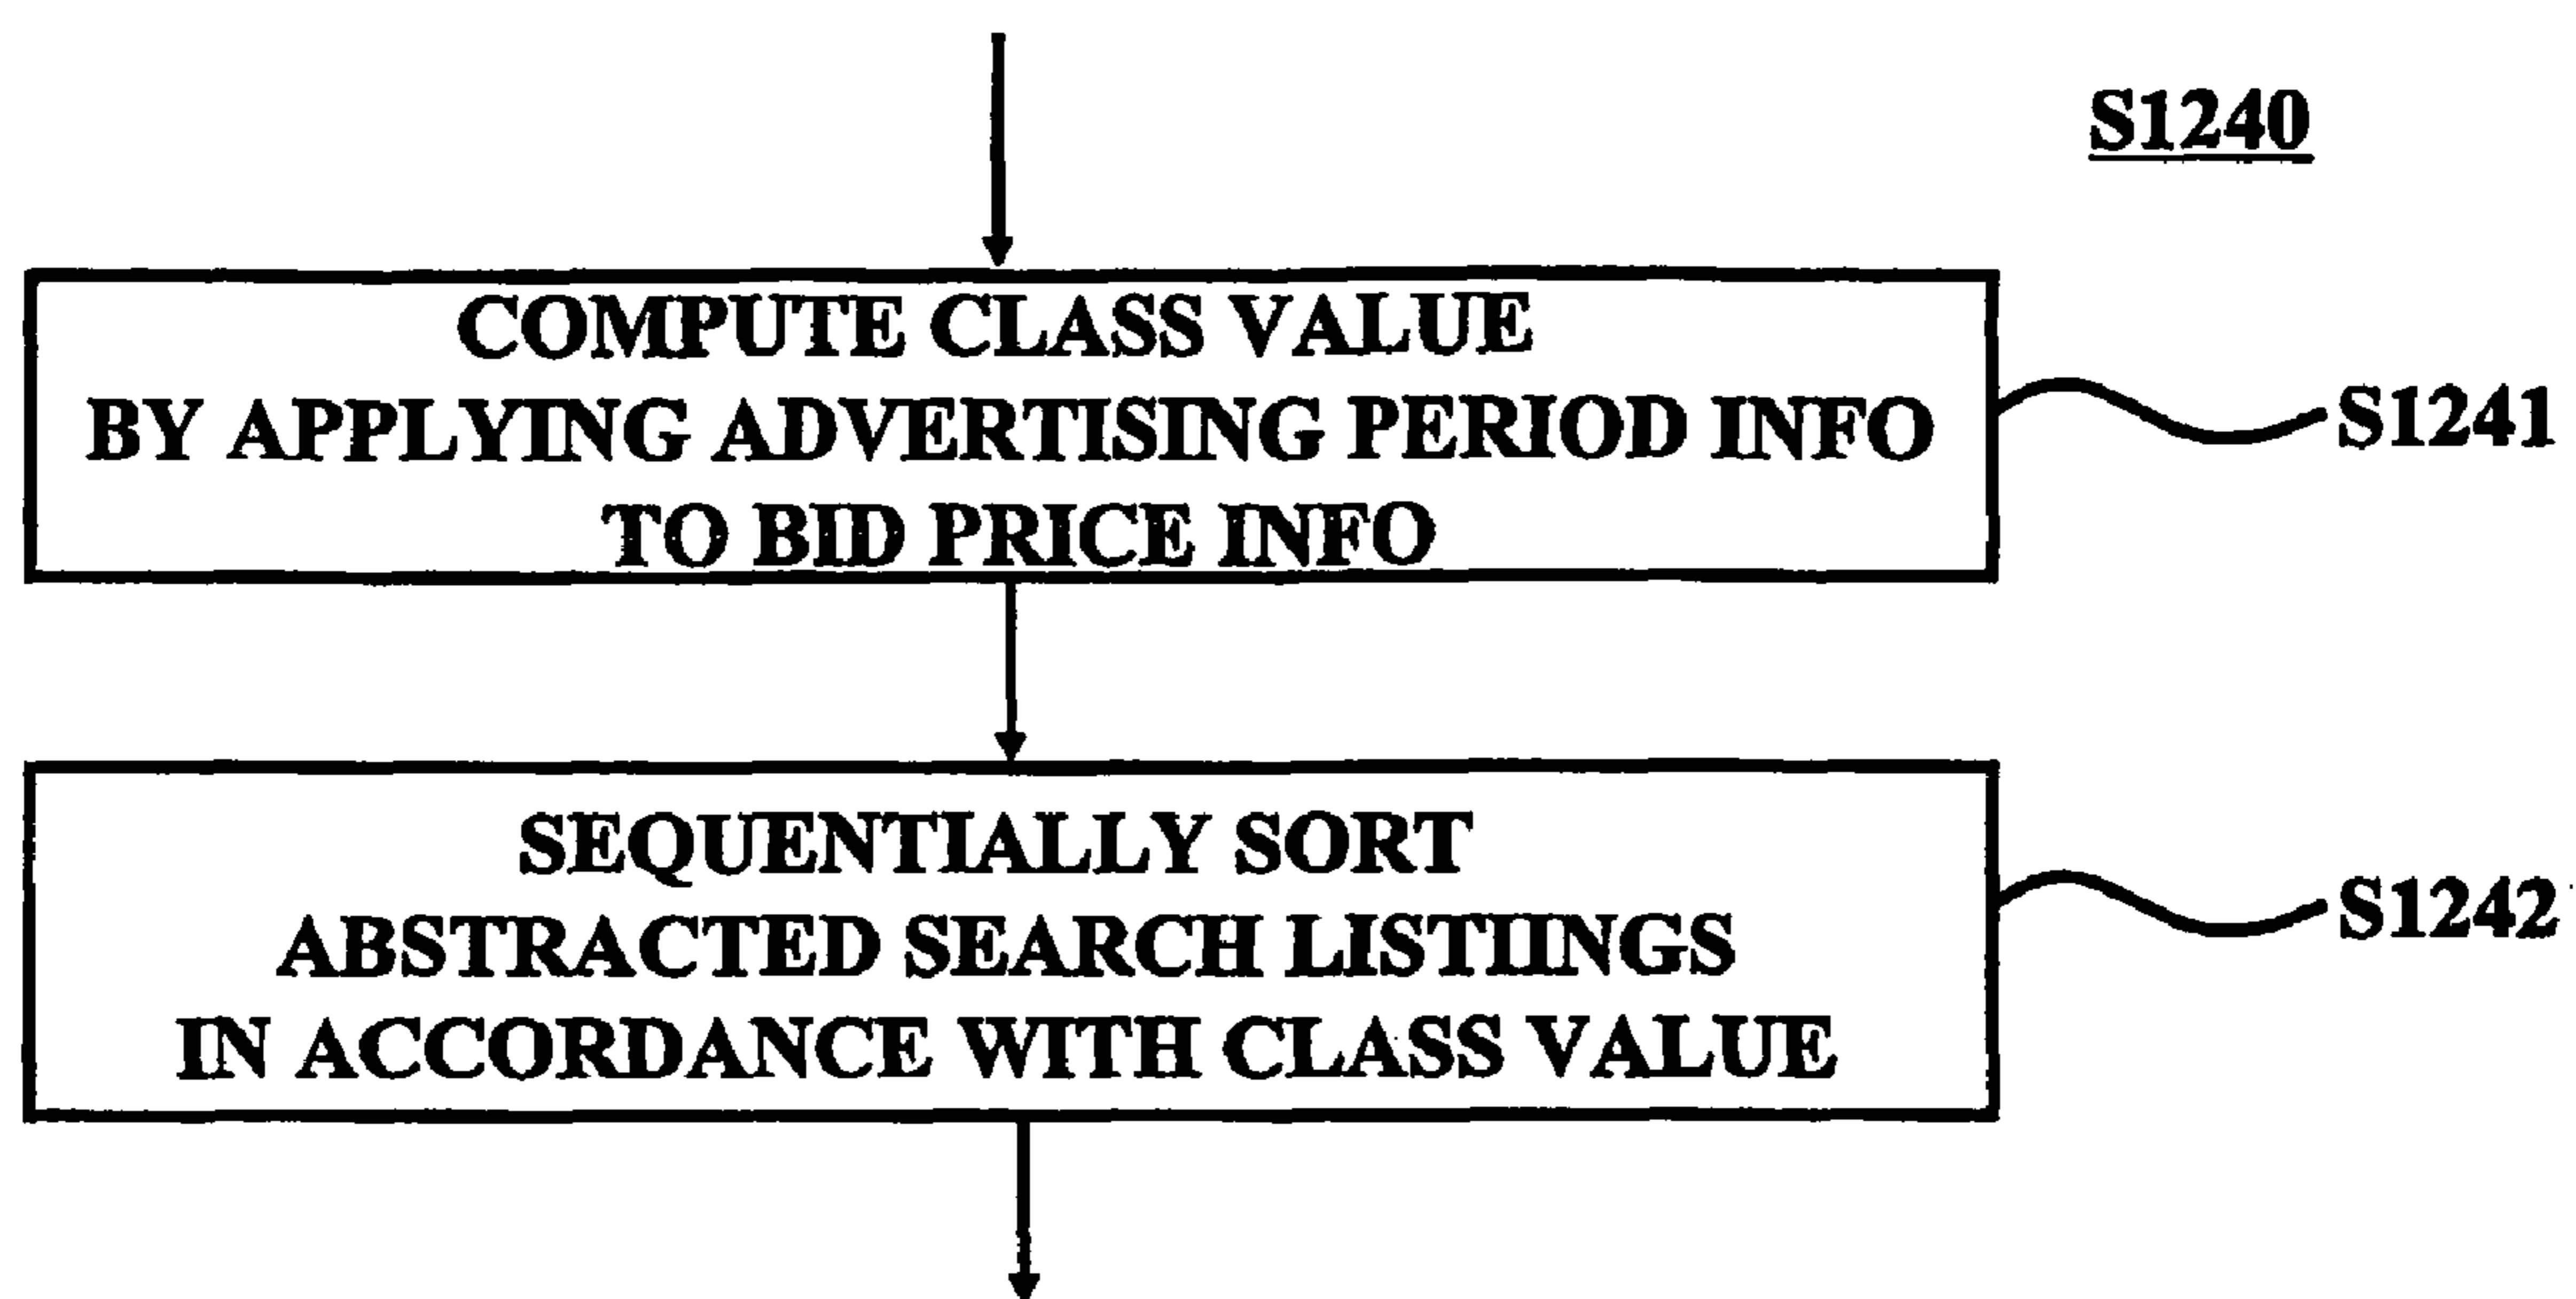 S1240
COMPUTE CLASS VALUE
BY APPLYING ADVERTISING PERIOD INFO
TO BID PRICE INFO
S1241
SEQUENTIALLY SORT
ABSTRACTED SEARCH LISTIINGS
IN ACCORDANCE WITH CLASS VALUE
S1242